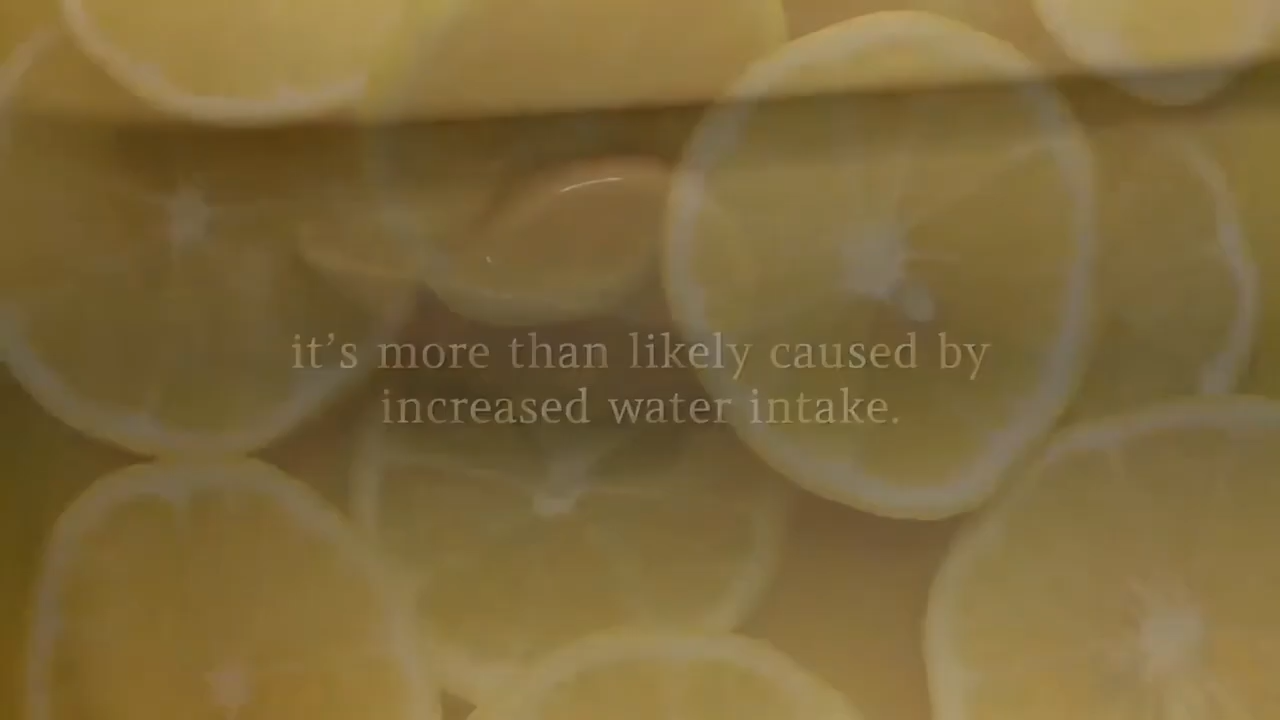 it’s more than likely caused by
increased water intake.